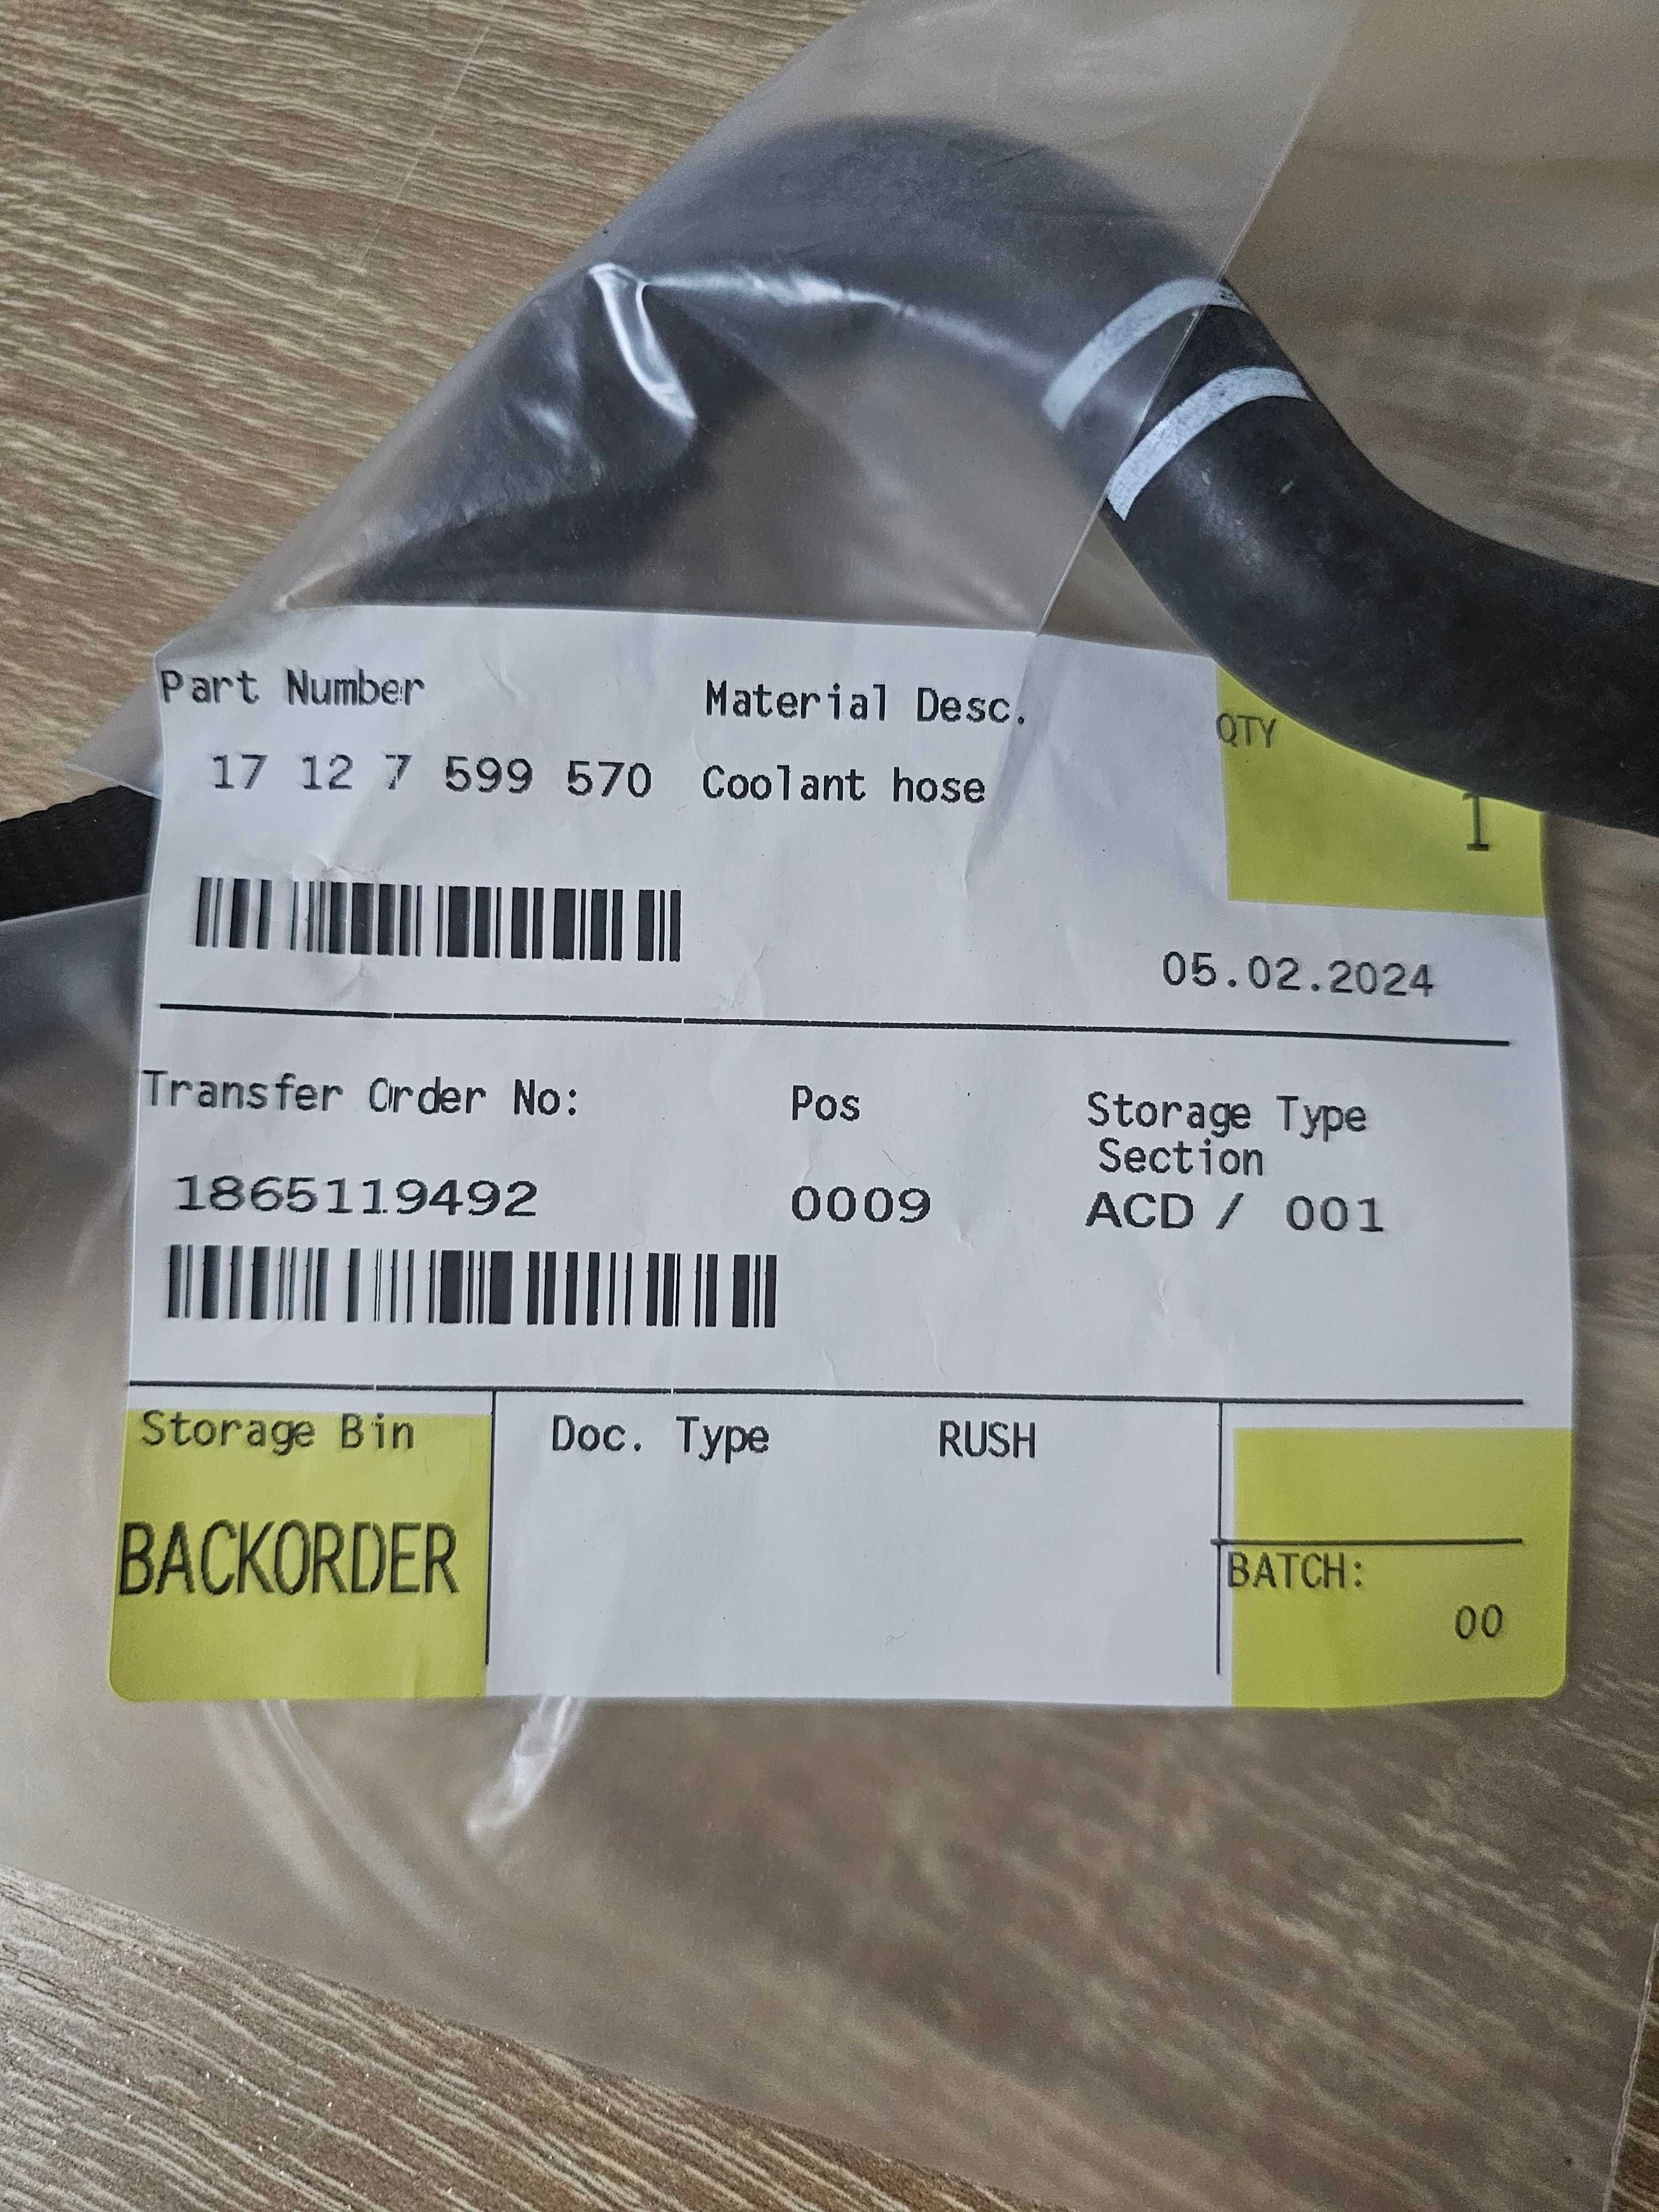 Part Number Material Desc. QTY
17 12 7 599 570 Coolant hose 1
05.02.2024
Transfer Order No: Pos Storage Type
Section
1865119492 0009 ACD / 001
Storage Bin Doc. Type RUSH
BACKORDER
BATCH:
00